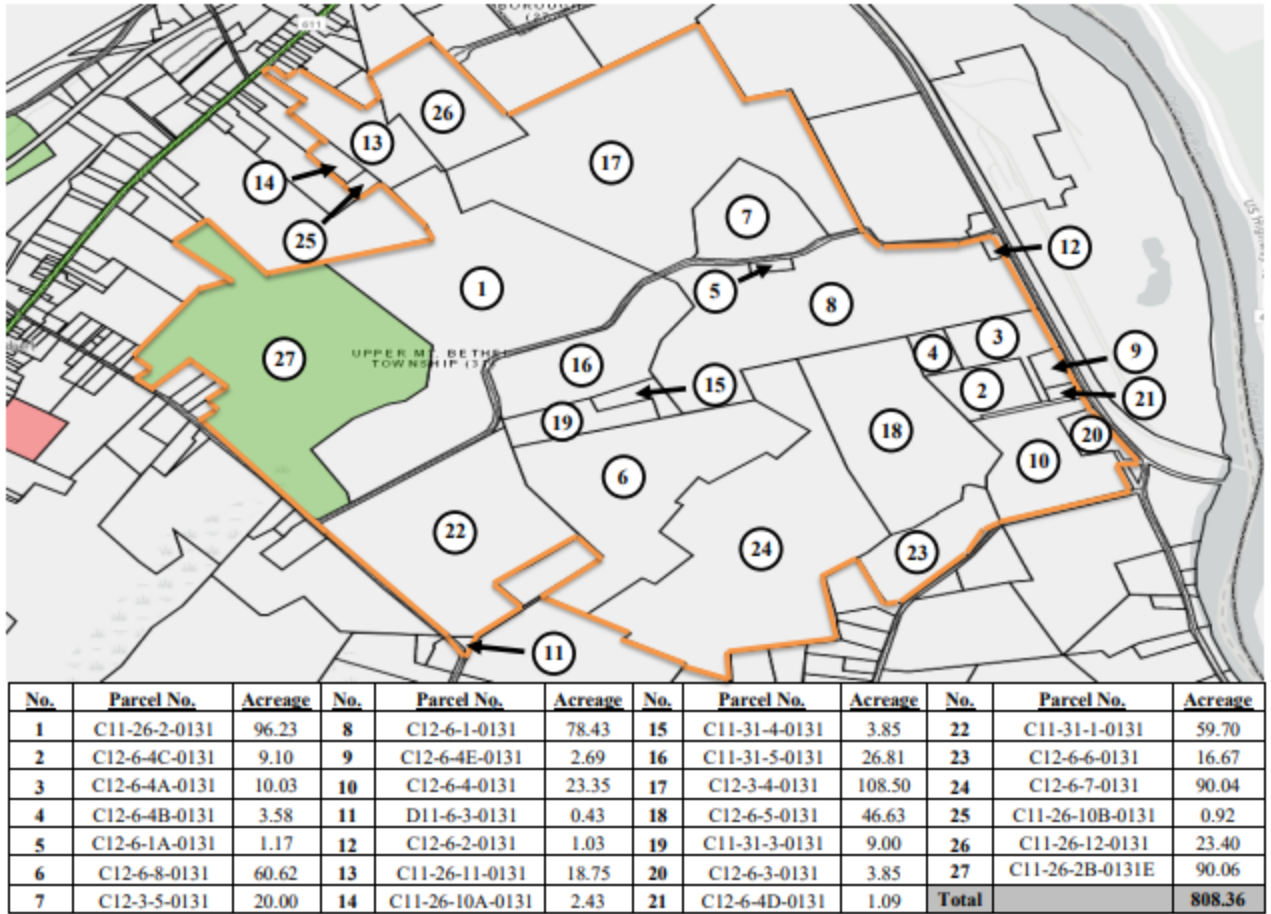 BOROUGH
(27)
611
26
13
17
14
7
25
12
5
1
8
3
4
9
27
UPPER MT. BETHEL
TOWNSHIP (31)
16
15
2
21
19
20
18
10
6
22
24
23
11
US Highw
No. Parcel No. Acreage No. Parcel No. Acreage No. Parcel No. Acreage No. Parcel No. Acreage
1 C11-26-2-0131 96.23 8 C12-6-1-0131 78.43 15 C11-31-4-0131 3.85 22 C11-31-1-0131 59.70
2 C12-6-4C-0131 9.10 9 C12-6-4E-0131 2.69 16 C11-31-5-0131 26.81 23 C12-6-6-0131 16.67
3 C12-6-4A-0131 10.03 10 C12-6-4-0131 23.35 17 C12-3-4-0131 108.50 24 C12-6-7-0131 90.04
4 C12-6-4B-0131 3.58 11 D11-6-3-0131 0.43 18 C12-6-5-0131 46.63 25 C11-26-10B-0131 0.92
5 C12-6-1A-0131 1.17 12 C12-6-2-0131 1.03 19 C11-31-3-0131 9.00 26 C11-26-12-0131 23.40
6 C12-6-8-0131 60.62 13 C11-26-11-0131 18.75 20 C12-6-3-0131 3.85 27 C11-26-2B-0131E 90.06
7 C12-3-5-0131 20.00 14 C11-26-10A-0131 2.43 21 C12-6-4D-0131 1.09 Total 808.36